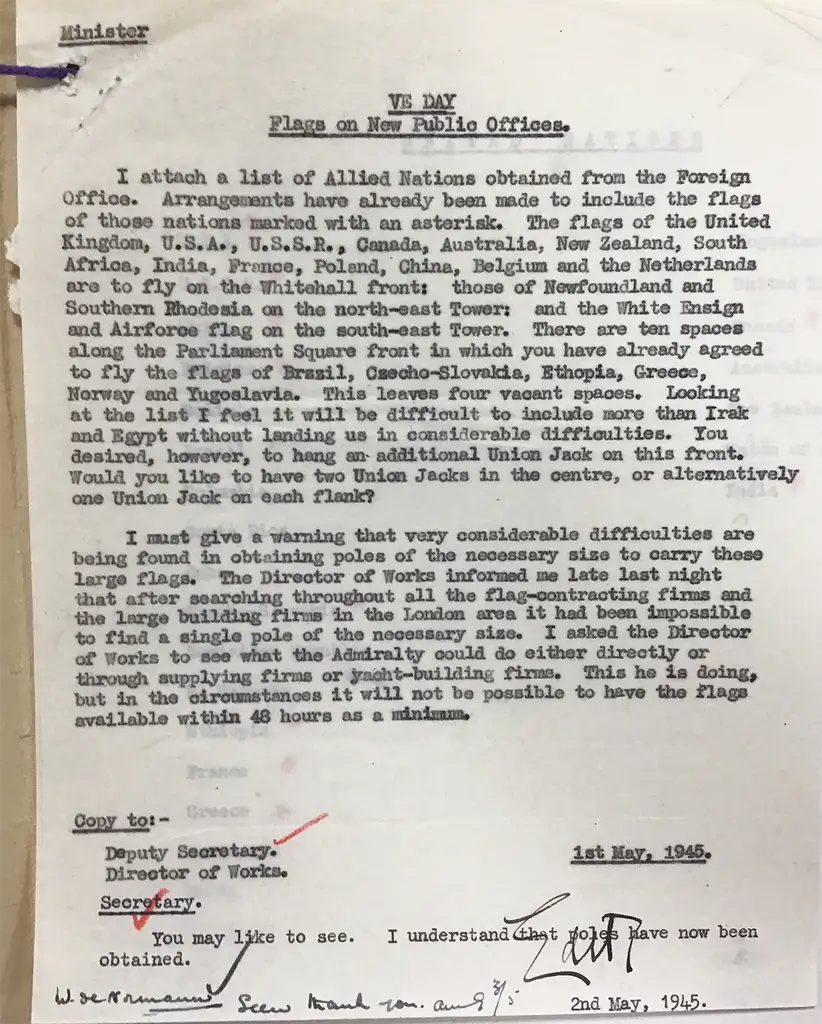 Minister
VE DAY
Flags on New Public Offices.
I attach a list of Allied Nations obtained from the Foreign
Office. Arrangements have already been made to include the flags
of those nations marked with an asterisk. The flags of the United
Kingdom, U.S.A., U.S.S.R., Canada, Australia, New Zealand, South
Africa, India, France, Poland, China, Belgium and the Netherlands
are to fly on the Whitehall front: those of Newfoundland and
Southern Rhodesia on the north-east Tower: and the White Ensign
and Airforce flag on the south-east Tower. There are ten spaces
along the Parliament Square front in which you have already agreed
to fly the flags of Brazil, Czecho-Slovakia, Ethopia, Greece,
Norway and Yugoslavia. This leaves four vacant spaces. Looking
at the list I feel it will be difficult to include more than Irak
and Egypt without landing us in considerable difficulties. You
desired, however, to hang an additional Union Jack on this front.
Would you like to have two Union Jacks in the centre, or alternatively
one Union Jack on each flank?
I must give a warning that very considerable difficulties are
being found in obtaining poles of the necessary size to carry these
large flags. The Director of Works informed me late last night
that after searching throughout all the flag-contracting firms and
the large building firms in the London area it had been impossible
to find a single pole of the necessary size. I asked the Director
of Works to see what the Admiralty could do either directly or
through supplying firms or yacht-building firms. This he is doing,
but in the circumstances it will not be possible to have the flags
available within 48 hours as a minimum.
France
Greece
Copy to:-
Deputy Secretary.
Director of Works.
1st May, 1945.
Secretary.
You may like to see. I understand that poles have now been
obtained.
W. de Normann
Seen thank you. 3/5
2nd May, 1945.